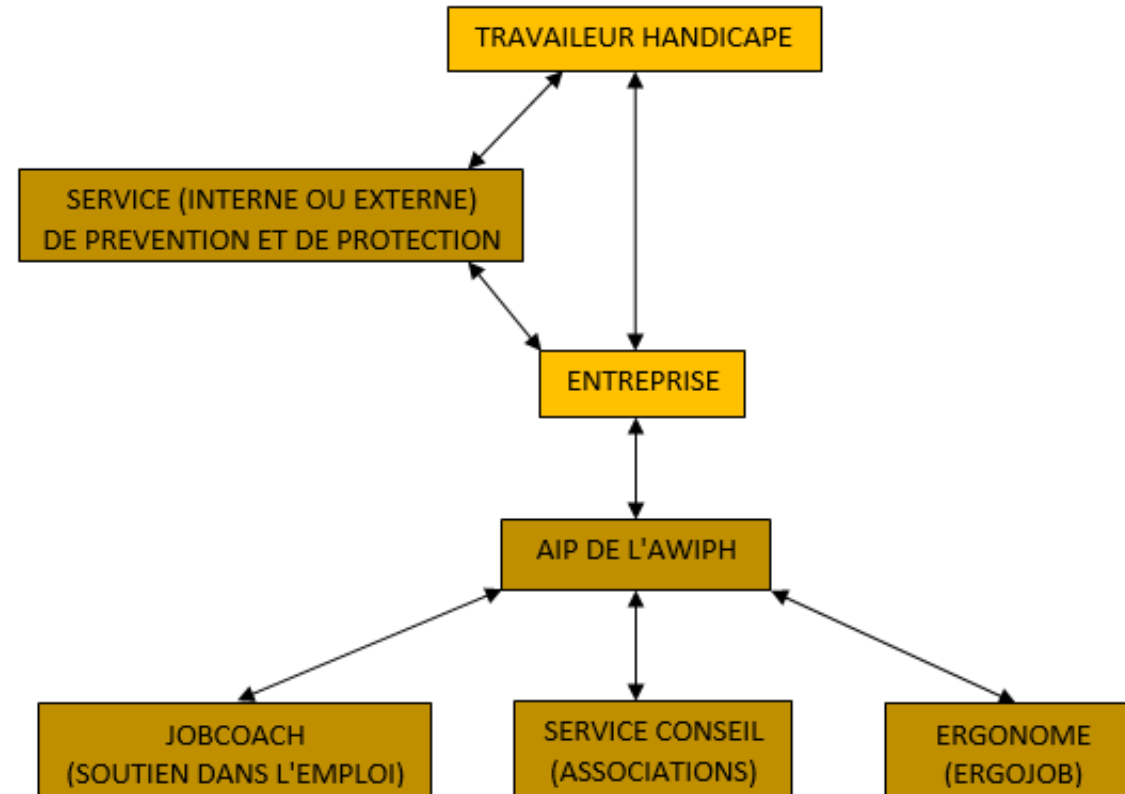 TRAVAILEUR HANDICAPE
SERVICE (INTERNE OU EXTERNE)
DE PREVENTION ET DE PROTECTION
ENTREPRISE
AIP DE L'AWIPH
JOBCOACH
(SOUTIEN DANS L'EMPLOI)
SERVICE CONSEIL
(ASSOCIATIONS)
ERGONOME
(ERGOJOB)